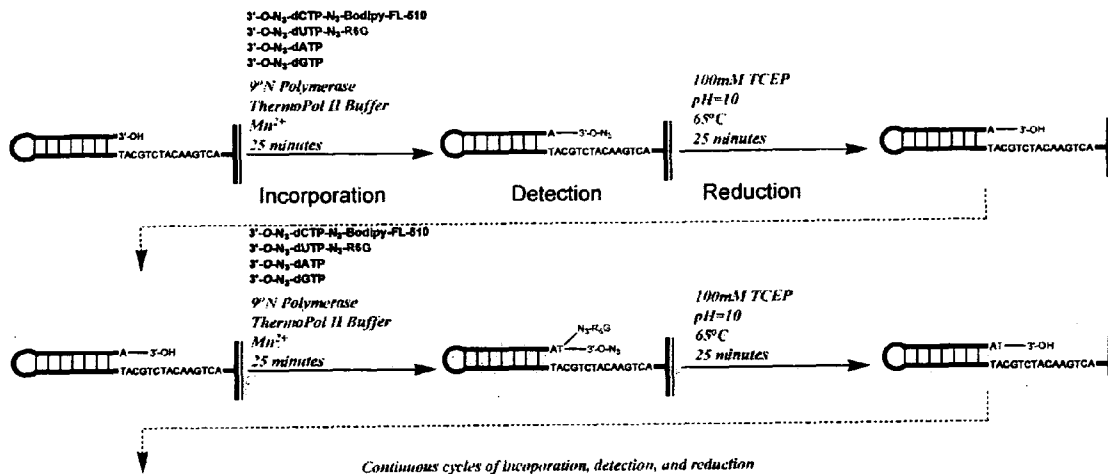 3'-O-N₃-dCTP-N₃-Bodipy-FL-510
3'-O-N₃-dUTP-N₃-R6G
3'-O-N₃-dATP
3'-O-N₃-dGTP
9°N Polymerase
ThermoPol II Buffer
Mn²⁺
25 minutes
100mM TCEP
pH=10
65°C
25 minutes
3'-OH
TACGTCTACAAGTCA
A
3'-O-N₃
TACGTCTACAAGTCA
A
3'-OH
TACGTCTACAAGTCA
Incorporation
Detection
Reduction
3'-O-N₃-dCTP-N₃-Bodipy-FL-510
3'-O-N₃-dUTP-N₃-R6G
3'-O-N₃-dATP
3'-O-N₃-dGTP
9°N Polymerase
ThermoPol II Buffer
Mn²⁺
25 minutes
100mM TCEP
pH=10
65°C
25 minutes
A
3'-OH
TACGTCTACAAGTCA
N₃-R₆G
AT
3'-O-N₃
TACGTCTACAAGTCA
AT
3'-OH
TACGTCTACAAGTCA
Continuous cycles of incoporation, detection, and reduction